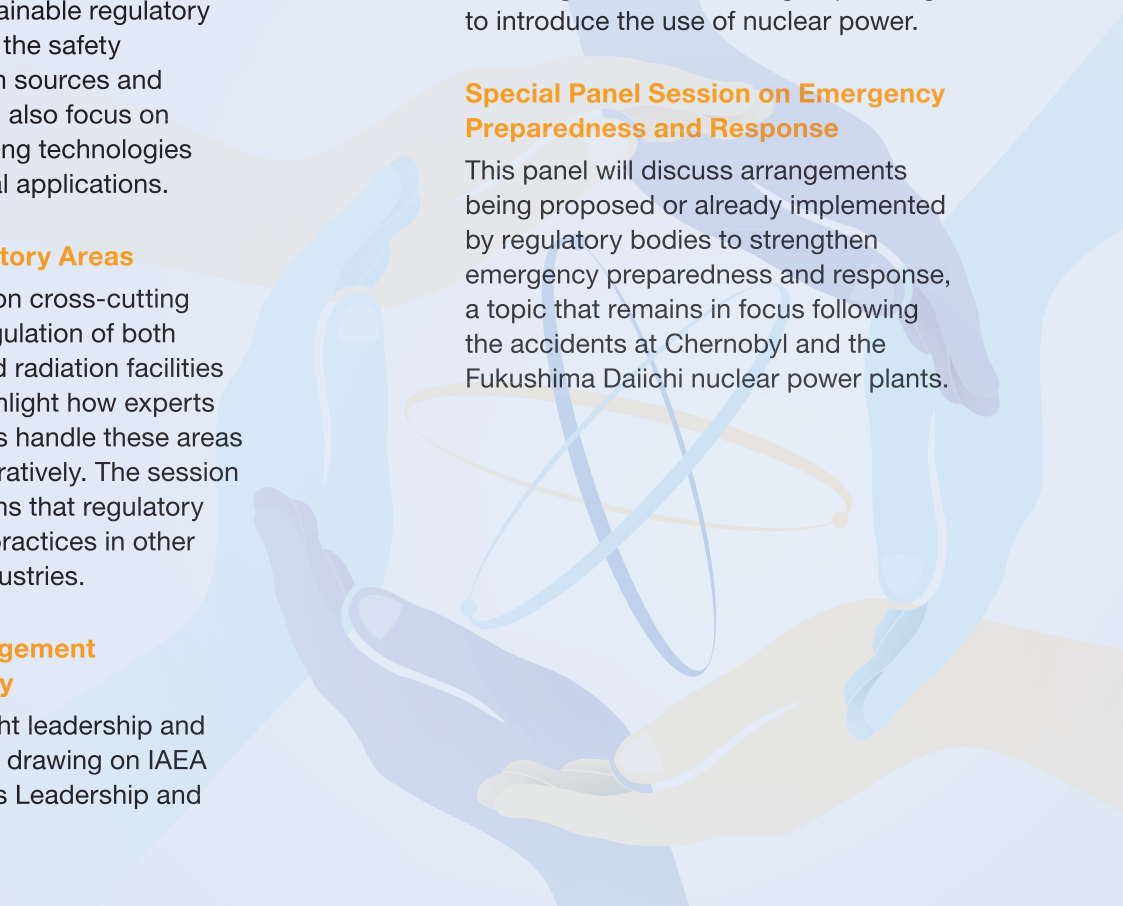 ainable regulatory
the safety
sources and
also focus on
ng technologies
applications.
tory Areas
on cross-cutting
gulation of both
radiation facilities
hlight how experts
s handle these areas
ratively. The session
ns that regulatory
practices in other
ustries.
gement
y
ht leadership and
drawing on IAEA
s Leadership and
to introduce the use of nuclear power.
Special Panel Session on Emergency
Preparedness and Response
This panel will discuss arrangements
being proposed or already implemented
by regulatory bodies to strengthen
emergency preparedness and response,
a topic that remains in focus following
the accidents at Chernobyl and the
Fukushima Daiichi nuclear power plants.